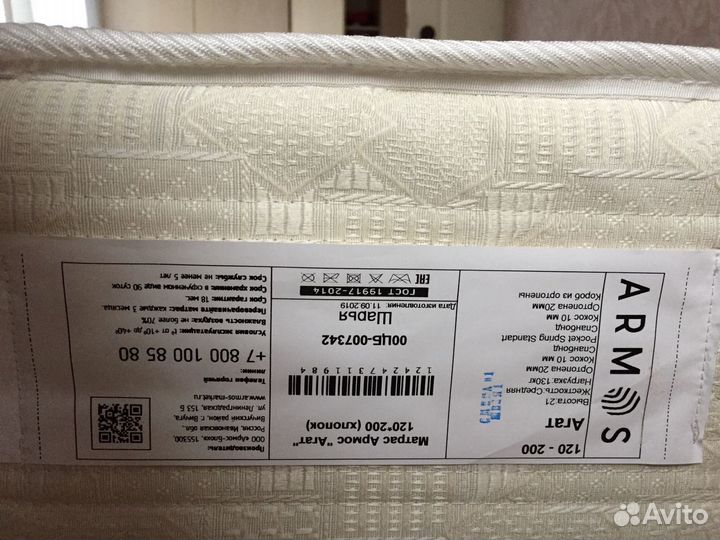 ARMOS
120 - 200
Агат
Высота:21
Жесткость:Средняя
Нагрузка:130кг
Ортопена 20мм
Кокос 10 мм
Спанбонд
Pocket Spring Standart
Спанбонд
Кокос 10 мм
Ортопена 20мм
Короб из ортопены
Матрас Армос "Агат"
120*200 (хлопок)
1242473119846
00ЦБ-007342
Шарья
Дата изготовления: 11.09.2019
ГОСТ 19917-2014
ЕАС
Производитель:
ООО «Армос-Блок», 155300,
Россия, Ивановская обл.,
Вичугский район, г. Вичуга,
ул. Ленинградская, 153 Б
www.armos-market.ru
Телефон горячей
линии:
+7 800 100 85 80
Условия эксплуатации: t° от +10° до +40°
Влажность воздуха: не более 70%
Переворачивайте матрас: каждые 3 месяца.
Срок гарантии 18 мес.
Срок хранения: в скрученном виде 90 суток
Срок службы: не менее 5 лет
Avito